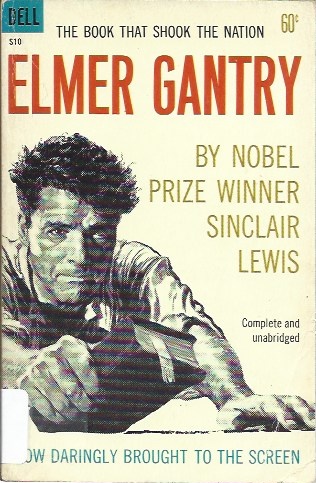 DELL
S10
THE BOOK THAT SHOOK THE NATION
60¢
ELMER GANTRY
BY NOBEL
PRIZE WINNER
SINCLAIR
LEWIS
Complete and
unabridged
OW DARINGLY BROUGHT TO THE SCREEN